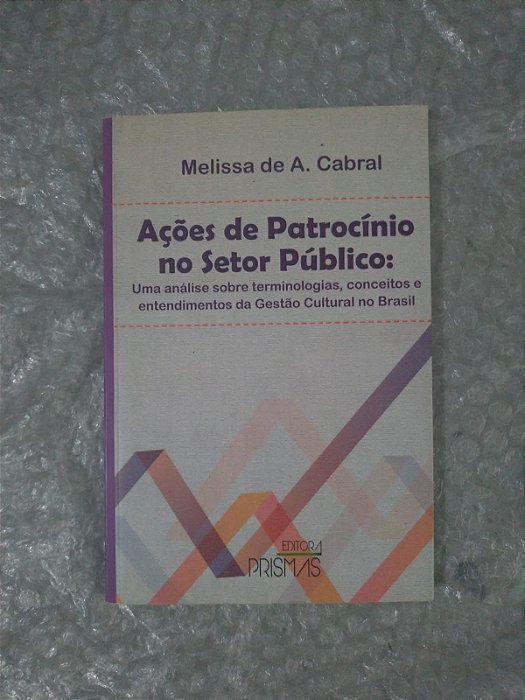 Melissa de A. Cabral
Ações de Patrocínio
no Setor Público:
Uma análise sobre terminologias, conceitos e
entendimentos da Gestão Cultural no Brasil
EDITORA
PRISMAS